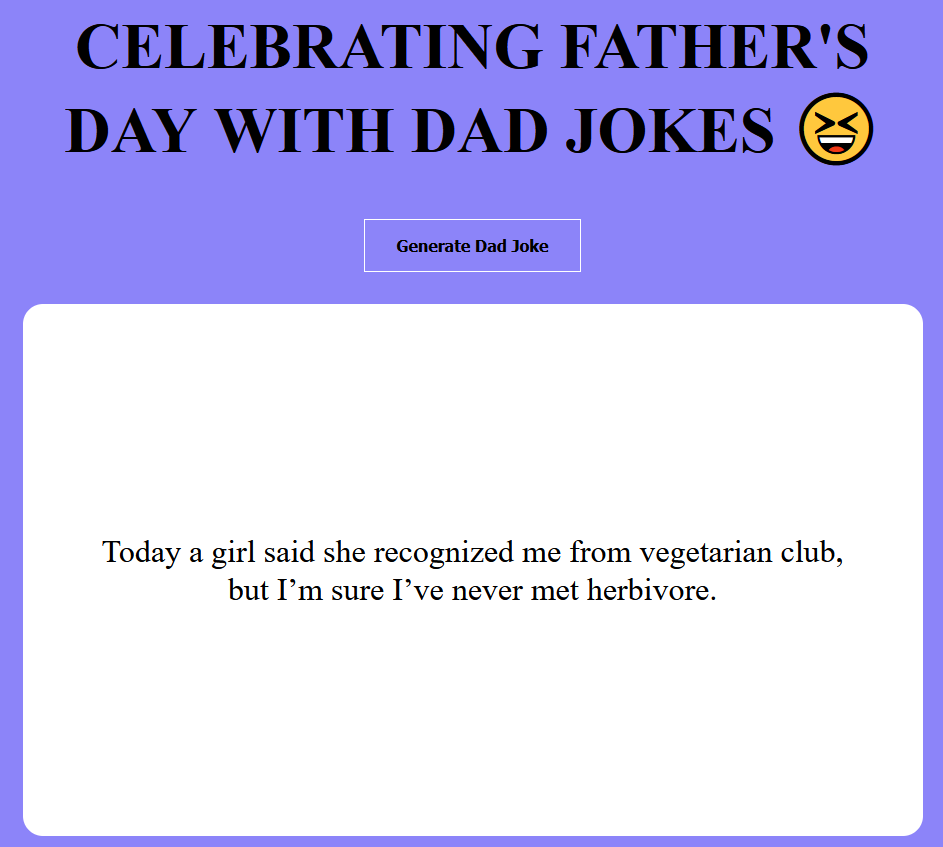 CELEBRATING FATHER'S
DAY WITH DAD JOKES 😆
Generate Dad Joke
Today a girl said she recognized me from vegetarian club,
but I’m sure I’ve never met herbivore.